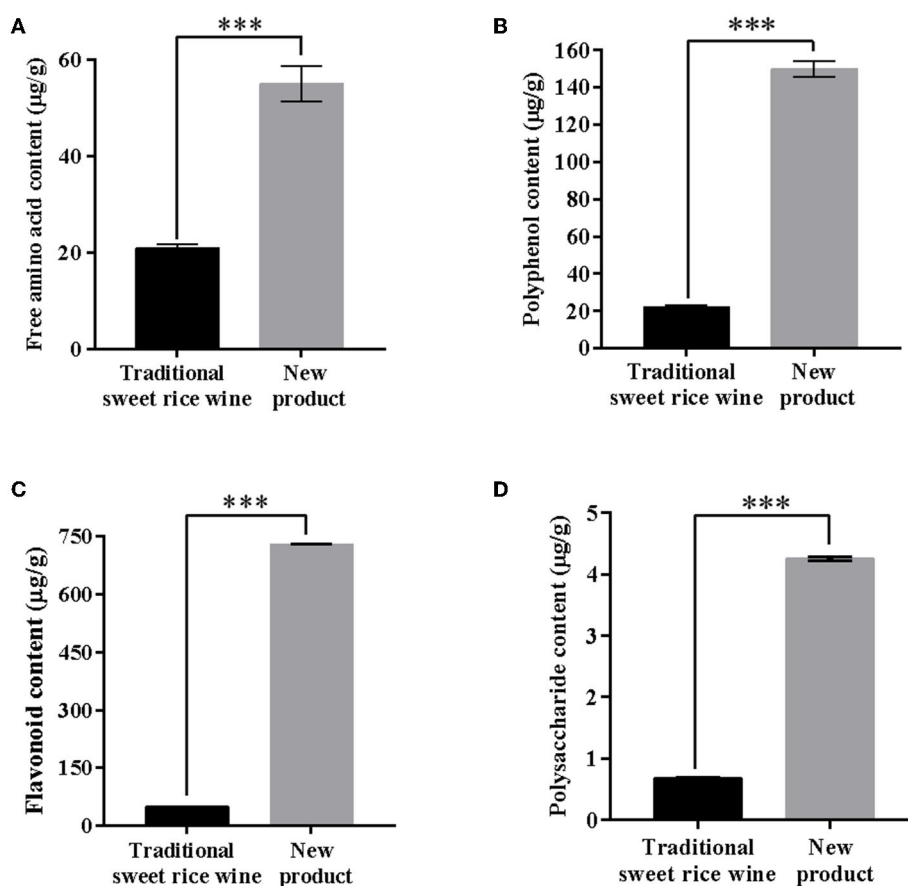 A
***
Free amino acid content (µg/g)
60
40
20
0
Traditional
sweet rice wine
New
product
B
***
Polyphenol content (µg/g)
160
140
120
100
80
60
40
20
0
Traditional
sweet rice wine
New
product
C
***
Flavonoid content (µg/g)
750
600
450
300
150
0
Traditional
sweet rice wine
New
product
D
***
Polysaccharide content (µg/g)
5
4
3
2
1
0
Traditional
sweet rice wine
New
product